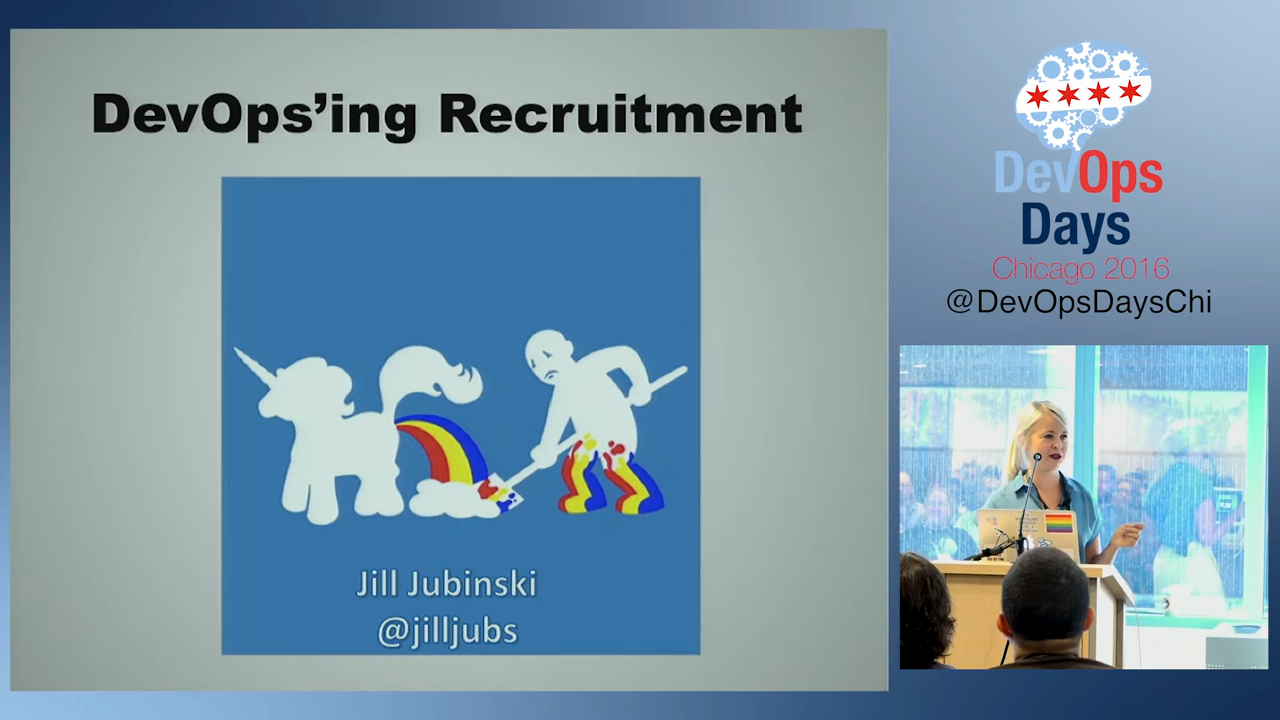 DevOps’ing Recruitment
Jill Jubinski
@jilljubs
DevOps
Days
Chicago 2016
@DevOpsDaysChi